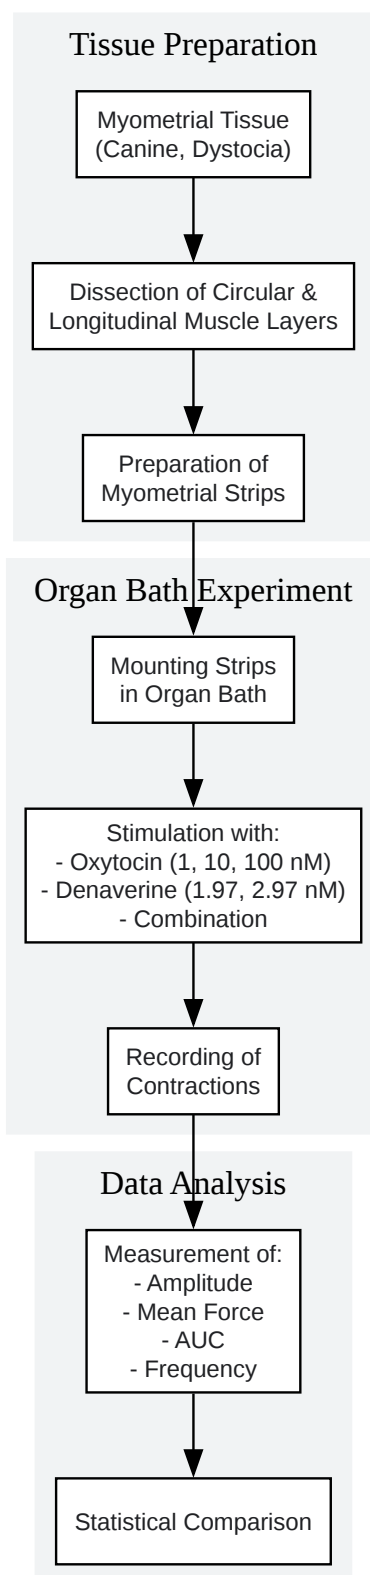 Tissue Preparation
Myometrial Tissue
(Canine, Dystocia)
Dissection of Circular &
Longitudinal Muscle Layers
Preparation of
Myometrial Strips
Organ Bath Experiment
Mounting Strips
in Organ Bath
Stimulation with:
- Oxytocin (1, 10, 100 nM)
- Denaverine (1.97, 2.97 nM)
- Combination
Recording of
Contractions
Data Analysis
Measurement of:
- Amplitude
- Mean Force
- AUC
- Frequency
Statistical Comparison